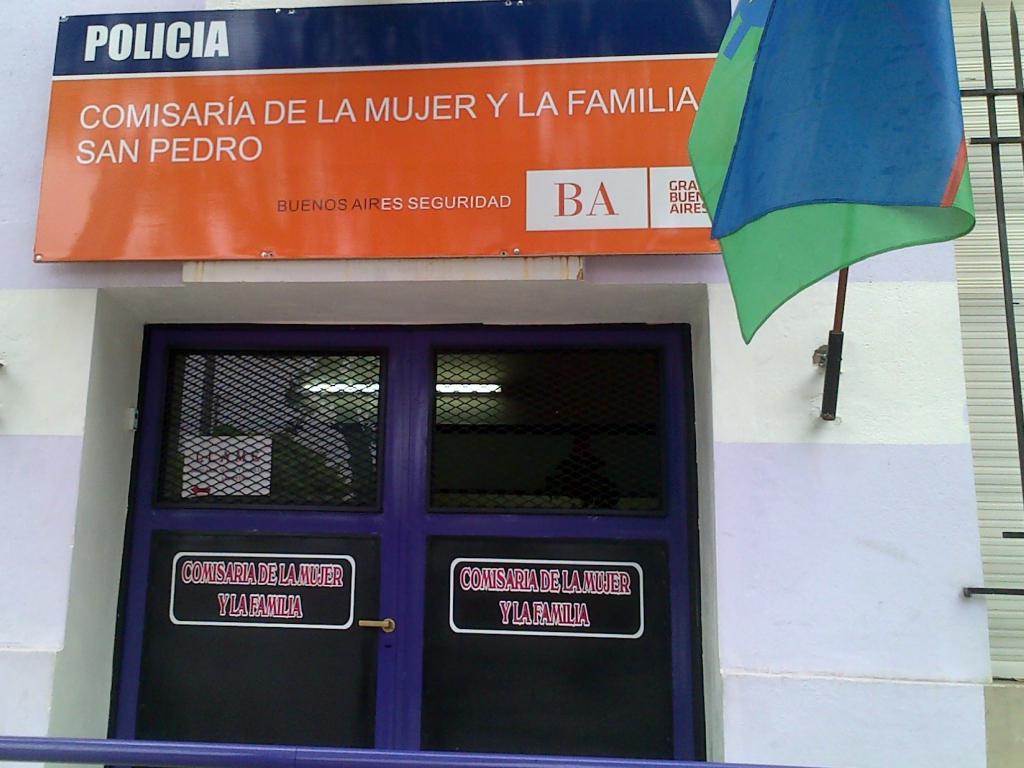 POLICIA
COMISARÍA DE LA MUJER Y LA FAMILIA
SAN PEDRO
BUENOS AIRES SEGURIDAD
BA
BUEN
AIRES
COMISARIA DE LA MUJER
Y LA FAMILIA
COMISARIA DE LA MUJER
Y LA FAMILIA